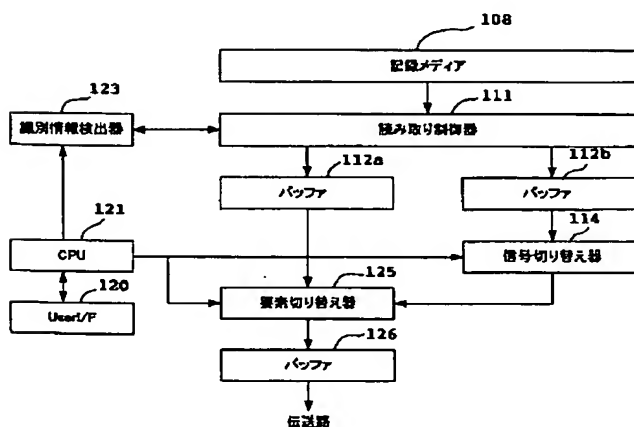 108
記録メディア
123
111
識別情報検出器
読み取り制御器
112a
112b
バッファ
バッファ
121
114
CPU
信号切り替え器
120
125
UserI/F
要素切り替え器
126
バッファ
伝送路